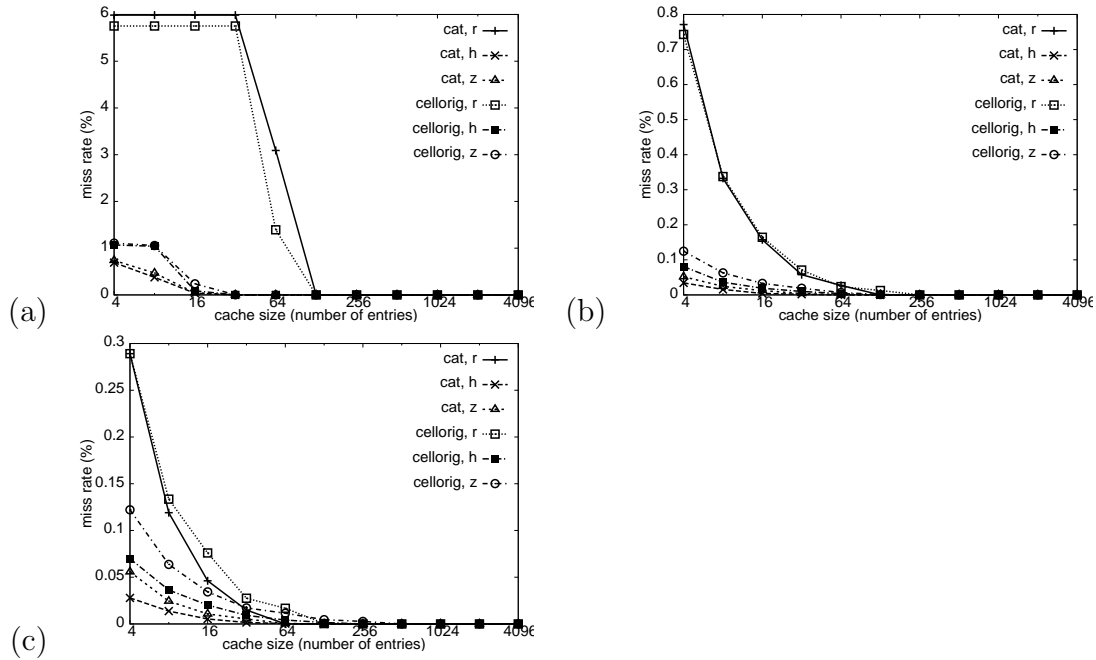 (a)
miss rate (%)
6
5
4
3
2
1
0
4
16
64
256
1024
4096
cache size (number of entries)
cat, r
cat, h
cat, z
cellorig, r
cellorig, h
cellorig, z
(b)
miss rate (%)
0.8
0.7
0.6
0.5
0.4
0.3
0.2
0.1
0
4
16
64
256
1024
4096
cache size (number of entries)
cat, r
cat, h
cat, z
cellorig, r
cellorig, h
cellorig, z
(c)
miss rate (%)
0.3
0.25
0.2
0.15
0.1
0.05
0
4
16
64
256
1024
4096
cache size (number of entries)
cat, r
cat, h
cat, z
cellorig, r
cellorig, h
cellorig, z